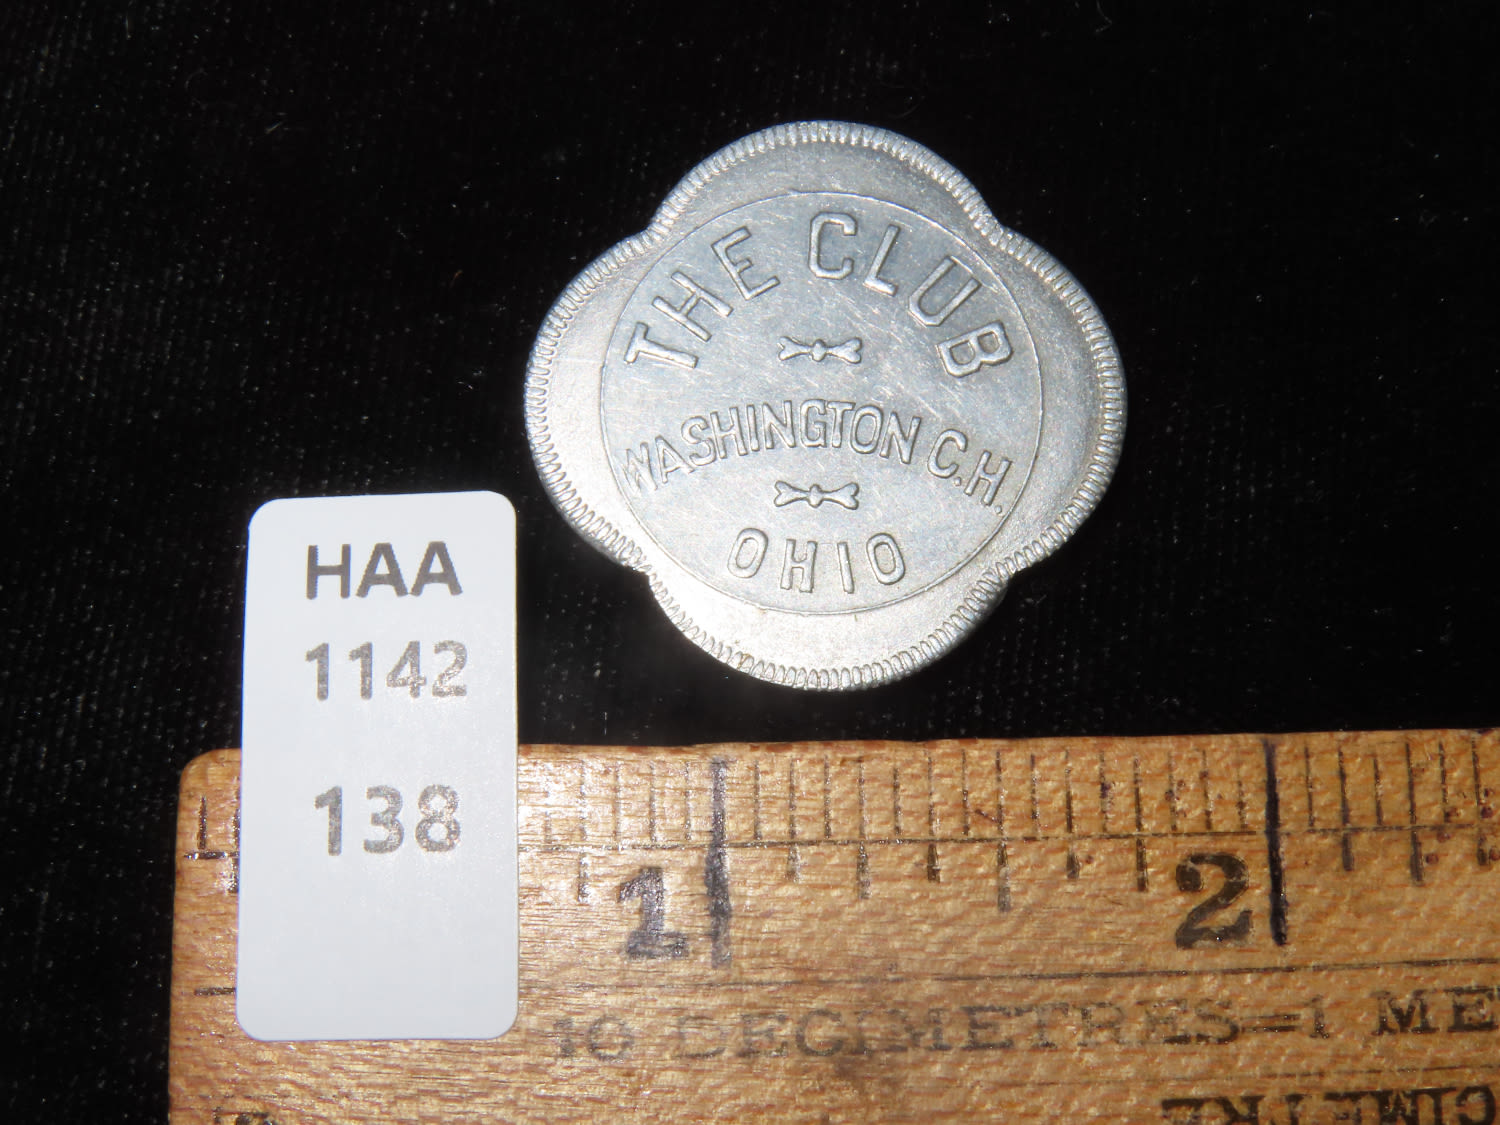 THE CLUB
WASHINGTON C.H.
OHIO
HAA
1142
138
1 2
10 DECIMETRES=1 ME